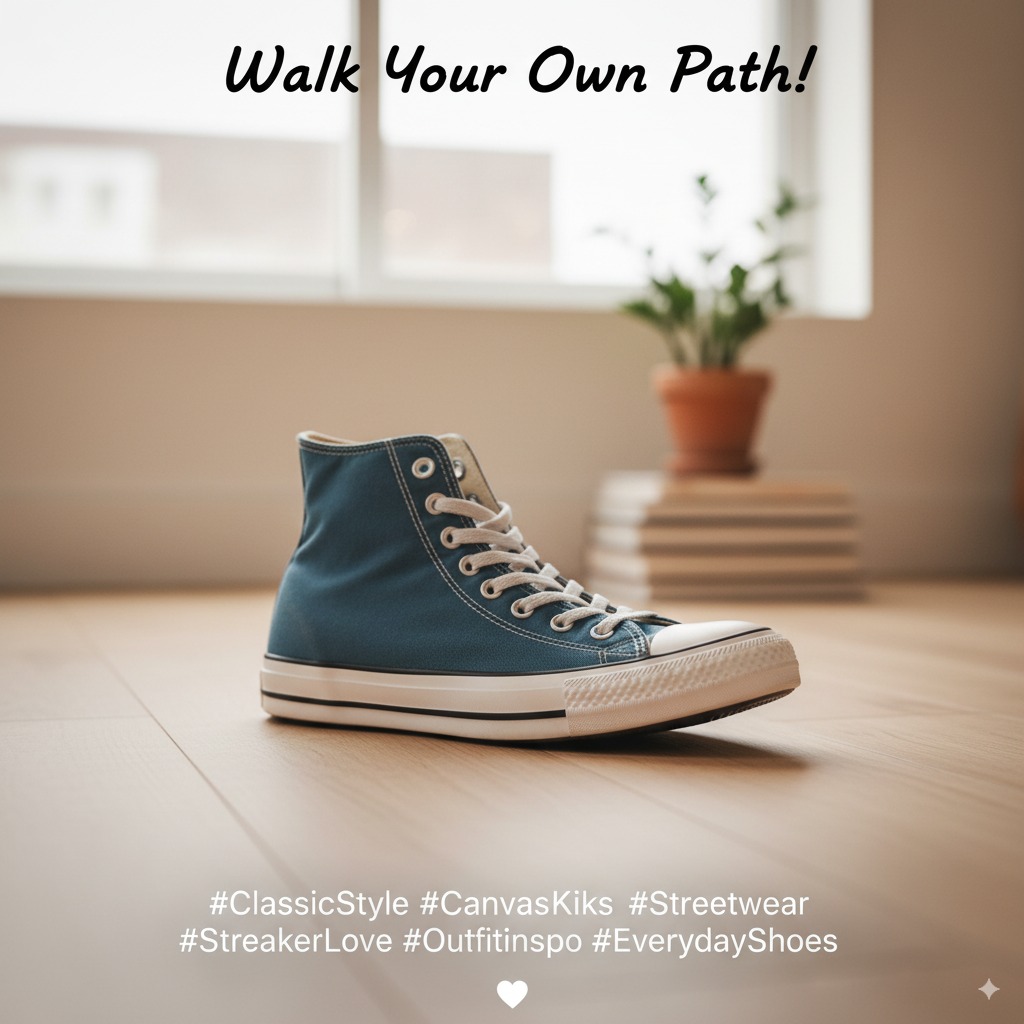 Walk Your Own Path!
#ClassicStyle #CanvasKiks #Streetwear
#StreakerLove #Outfitinspo #EverydayShoes